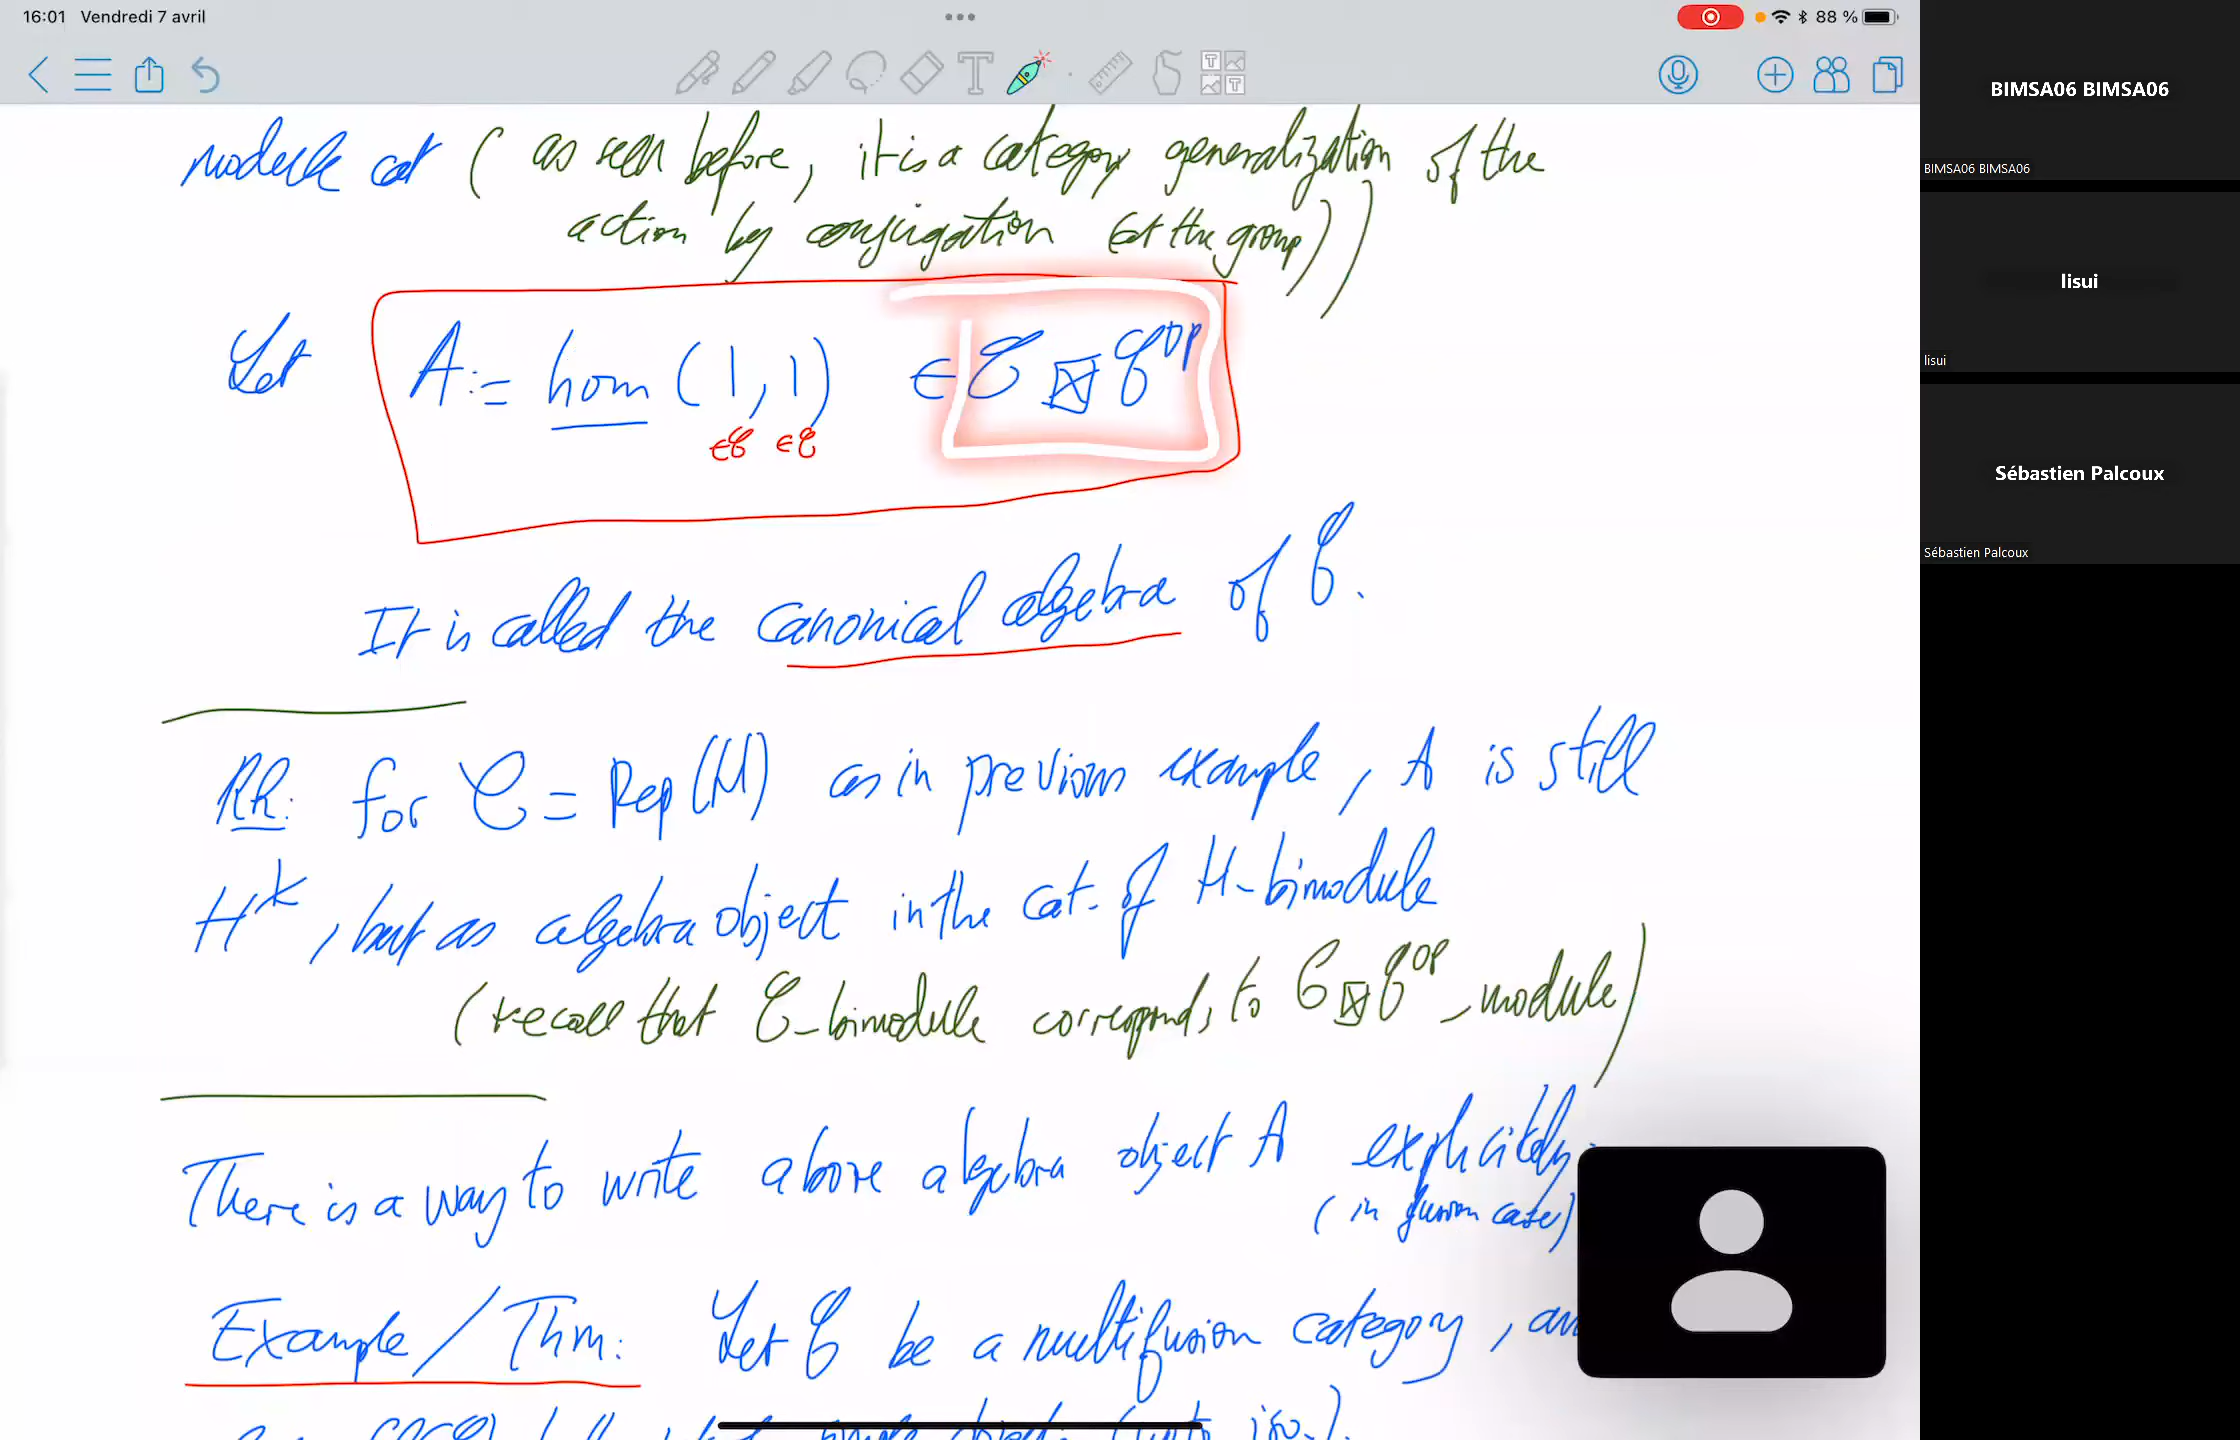 16:01 Vendredi 7 avril
88 %
module cat ( as seen before, it is a category generalization of the
action by conjugation (at the group))
Let A := hom (1, 1) ∈ 𝒞 ⊠ 𝒞^op
∈𝒞 ∈𝒞
It is called the canonical algebra of 𝒞.
Rk: for 𝒞 = Rep(H) as in previous example, A is still
H*, but as algebra object in the cat. of H-bimodule
(recall that 𝒞-bimodule corresponds to 𝒞 ⊠ 𝒞^op-module)
There is a way to write above algebra object A explicitely
(in fusion case)
Example / Thm: Let 𝒞 be a multifusion category, an
BIMSA06 BIMSA06
BIMSA06 BIMSA06
lisui
lisui
Sébastien Palcoux
Sébastien Palcoux